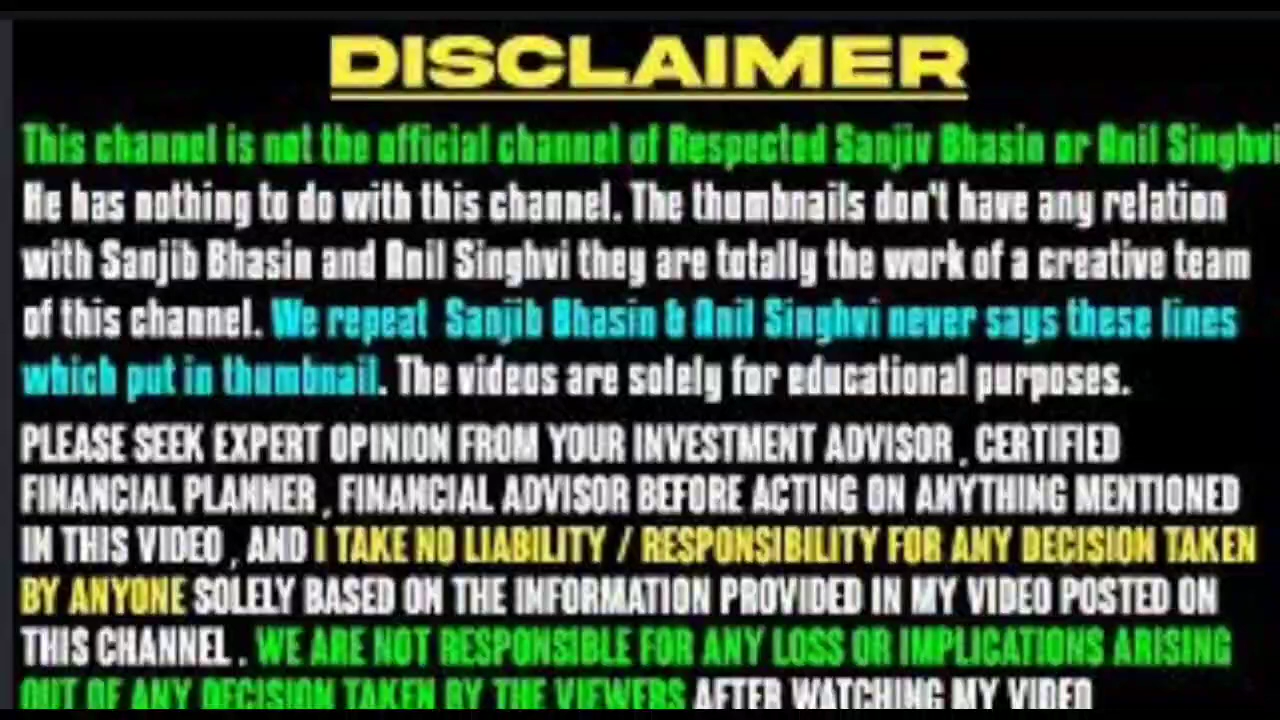 DISCLAIMER
This channel is not the official channel of Respected Sanjiv Bhasin or Anil Singhvi
He has nothing to do with this channel. The thumbnails don't have any relation
with Sanjib Bhasin and Anil Singhvi they are totally the work of a creative team
of this channel. We repeat Sanjib Bhasin & Anil Singhvi never says these lines
which put in thumbnail. The videos are solely for educational purposes.
PLEASE SEEK EXPERT OPINION FROM YOUR INVESTMENT ADVISOR , CERTIFIED
FINANCIAL PLANNER , FINANCIAL ADVISOR BEFORE ACTING ON ANYTHING MENTIONED
IN THIS VIDEO , AND I TAKE NO LIABILITY / RESPONSIBILITY FOR ANY DECISION TAKEN
BY ANYONE SOLELY BASED ON THE INFORMATION PROVIDED IN MY VIDEO POSTED ON
THIS CHANNEL . WE ARE NOT RESPONSIBLE FOR ANY LOSS OR IMPLICATIONS ARISING
OUT OF ANY DECISION TAKEN BY THE VIEWERS AFTER WATCHING MY VIDEO